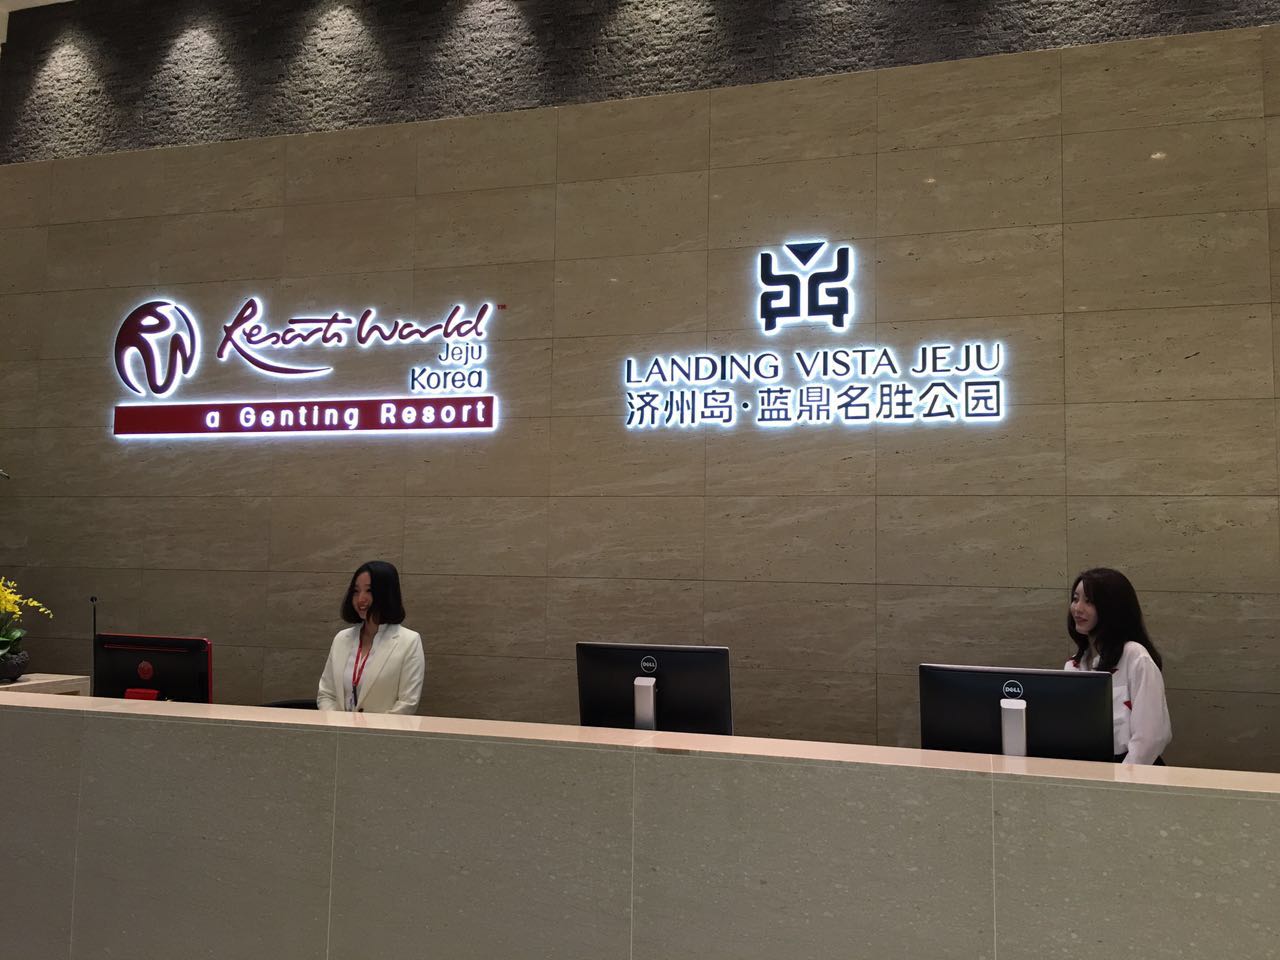 Resorts World™
Jeju
Korea
a Genting Resort
LANDING VISTA JEJU
济州岛·蓝鼎名胜公园
DELL
DELL